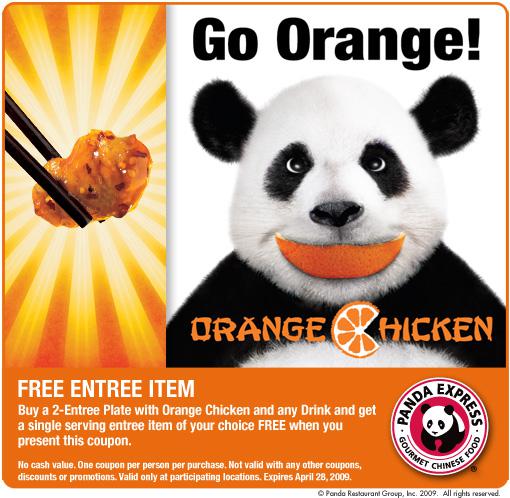 Go Orange!
ORANGE CHICKEN
FREE ENTREE ITEM
Buy a 2-Entree Plate with Orange Chicken and any Drink and get
a single serving entree item of your choice FREE when you
present this coupon.
No cash value. One coupon per person per purchase. Not valid with any other coupons,
discounts or promotions. Valid only at participating locations. Expires April 28, 2009.
PANDA EXPRESS
GOURMET CHINESE FOOD
®
© Panda Restaurant Group, Inc. 2009. All rights reserved.